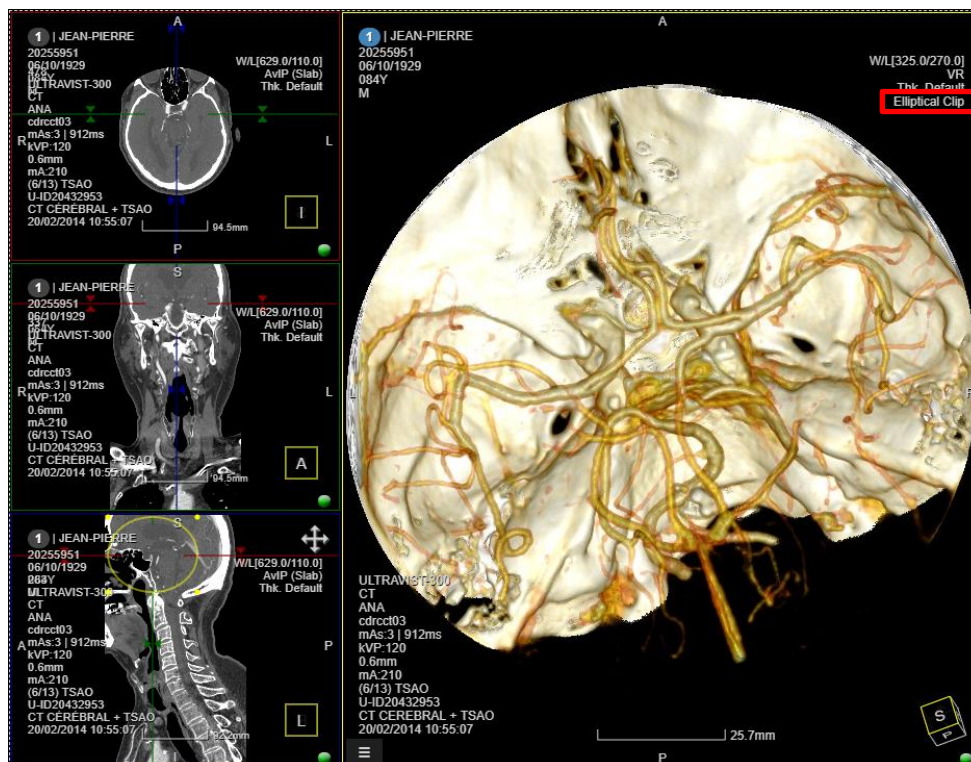 A
1 | JEAN-PIERRE
20255951
06/10/1929
084Y
ULTRAVIST-300
CT
ANA
cdrcct03
mAs:3 | 912ms
kVP:120
0.6mm
mA:210
(6/13) TSAO
U-ID20432953
CT CÉRÉBRAL + TSAO
20/02/2014 10:55:07
W/L[629.0/110.0]
AvIP (Slab)
Thk. Default
R
L
I
94.5mm
P
S
1 | JEAN-PIERRE
20255951
06/10/1929
084Y
ULTRAVIST-300
CT
ANA
cdrcct03
mAs:3 | 912ms
kVP:120
0.6mm
mA:210
(6/13) TSAO
U-ID20432953
CT CÉRÉBRAL + TSAO
20/02/2014 10:55:07
W/L[629.0/110.0]
AvIP (Slab)
Thk. Default
R
L
A
94.5mm
S
1 | JEAN-PIERRE
20255951
06/10/1929
ULTRAVIST-300
CT
ANA
cdrcct03
mAs:3 | 912ms
kVP:120
0.6mm
mA:210
(6/13) TSAO
U-ID20432953
CT CÉRÉBRAL + TSAO
20/02/2014 10:55:07
W/L[629.0/110.0]
AvIP (Slab)
Thk. Default
A
P
L
92.2mm
I
A
1 | JEAN-PIERRE
20255951
06/10/1929
084Y
M
W/L[325.0/270.0]
VR
Thk. Default
Elliptical Clip
L
R
ULTRAVIST-300
CT
ANA
cdrcct03
mAs:3 | 912ms
kVP:120
0.6mm
mA:210
(6/13) TSAO
U-ID20432953
CT CÉRÉBRAL + TSAO
20/02/2014 10:55:07
25.7mm
P
S
P